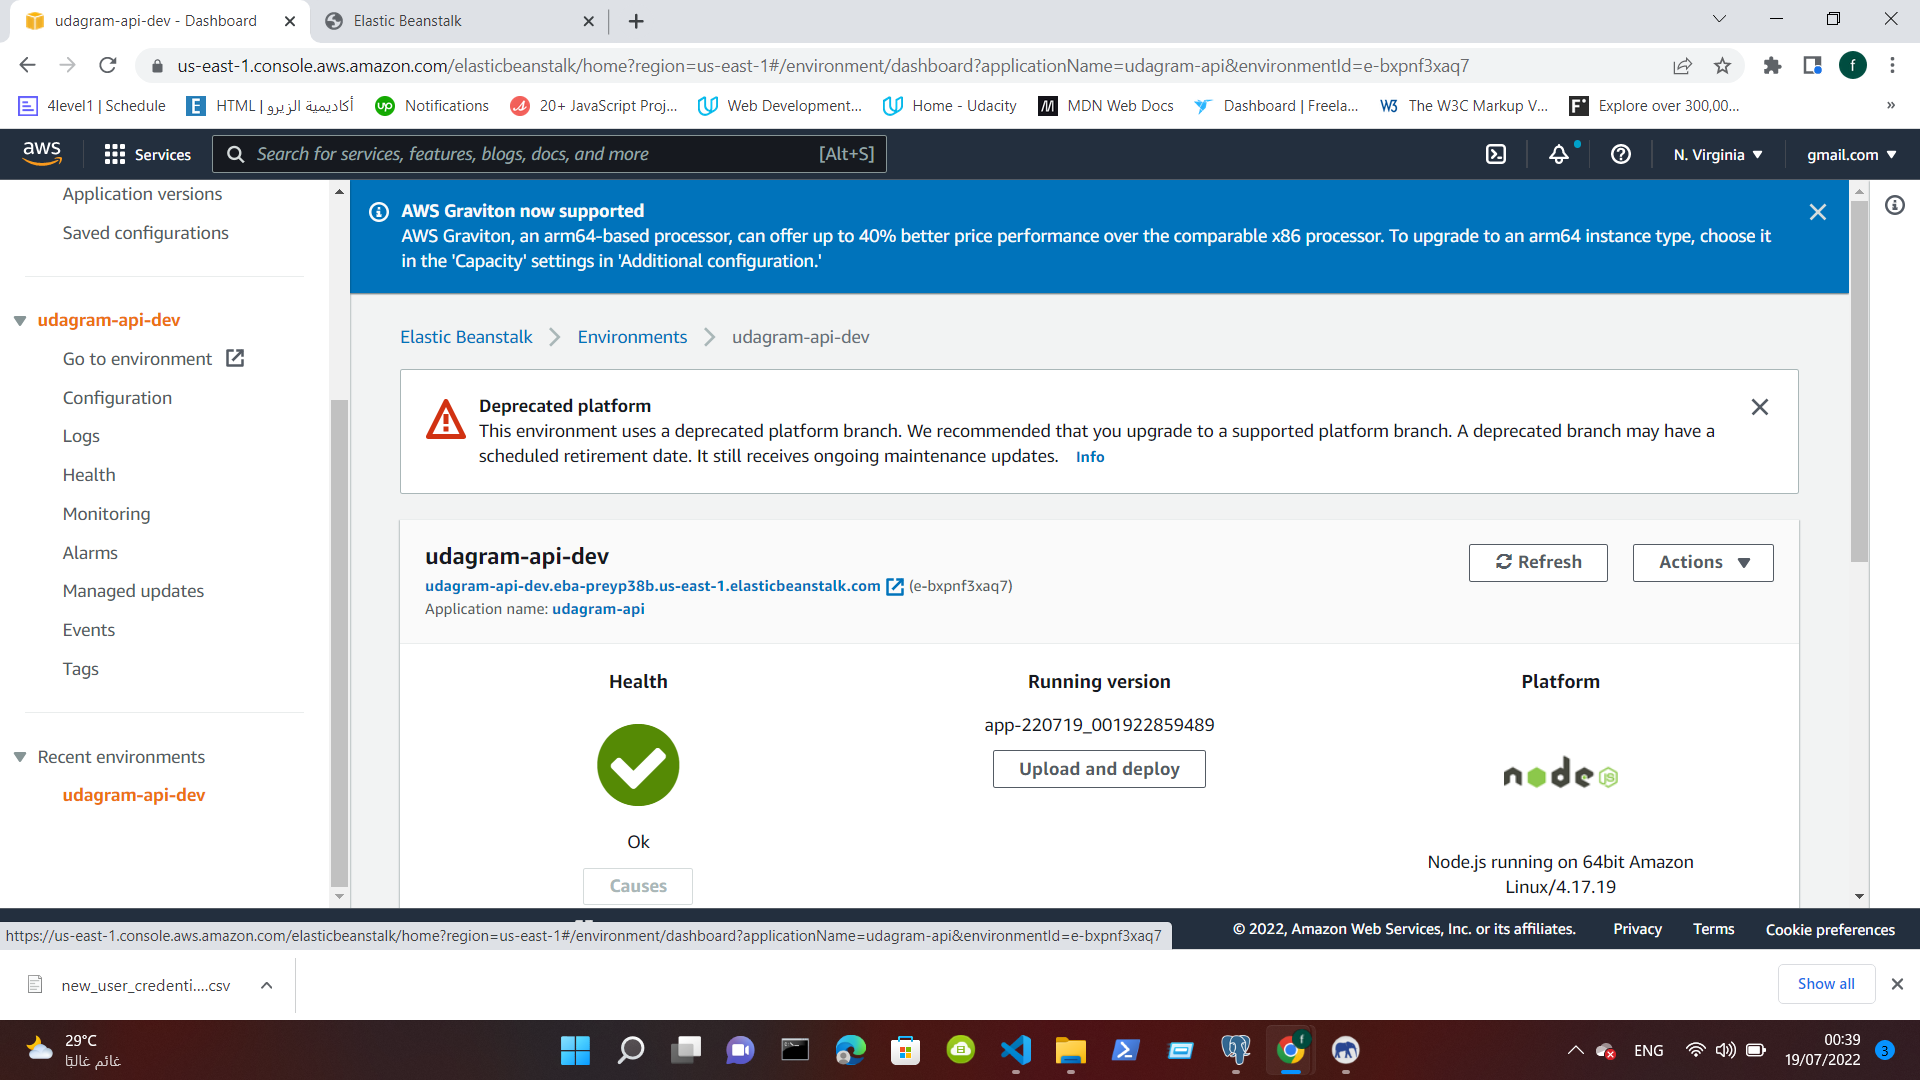 udagram-api-dev - Dashboard
Elastic Beanstalk
us-east-1.console.aws.amazon.com/elasticbeanstalk/home?region=us-east-1#/environment/dashboard?applicationName=udagram-api&environmentId=e-bxpnf3xaq7
f
4level1 | Schedule
E
HTML | أكاديمية الزيرو
up
Notifications
20+ JavaScript Proj...
Web Development...
Home - Udacity
MDN Web Docs
Dashboard | Freela...
W3
The W3C Markup V...
F
Explore over 300,00...
»
aws
Services
Search for services, features, blogs, docs, and more
[Alt+S]
N. Virginia
gmail.com
Application versions
Saved configurations
udagram-api-dev
Go to environment
Configuration
Logs
Health
Monitoring
Alarms
Managed updates
Events
Tags
Recent environments
udagram-api-dev
AWS Graviton now supported
AWS Graviton, an arm64-based processor, can offer up to 40% better price performance over the comparable x86 processor. To upgrade to an arm64 instance type, choose it
in the 'Capacity' settings in 'Additional configuration.'
Elastic Beanstalk
Environments
udagram-api-dev
Deprecated platform
This environment uses a deprecated platform branch. We recommended that you upgrade to a supported platform branch. A deprecated branch may have a
scheduled retirement date. It still receives ongoing maintenance updates. Info
udagram-api-dev
udagram-api-dev.eba-preyp38b.us-east-1.elasticbeanstalk.com (e-bxpnf3xaq7)
Application name: udagram-api
Refresh
Actions
Health
Ok
Causes
Running version
app-220719_001922859489
Upload and deploy
Platform
node JS
Node.js running on 64bit Amazon
Linux/4.17.19
https://us-east-1.console.aws.amazon.com/elasticbeanstalk/home?region=us-east-1#/environment/dashboard?applicationName=udagram-api&environmentId=e-bxpnf3xaq7
© 2022, Amazon Web Services, Inc. or its affiliates.
Privacy
Terms
Cookie preferences
new_user_credenti....csv
Show all
29°C
غائم غالبًا
f
ENG
00:39
19/07/2022
3